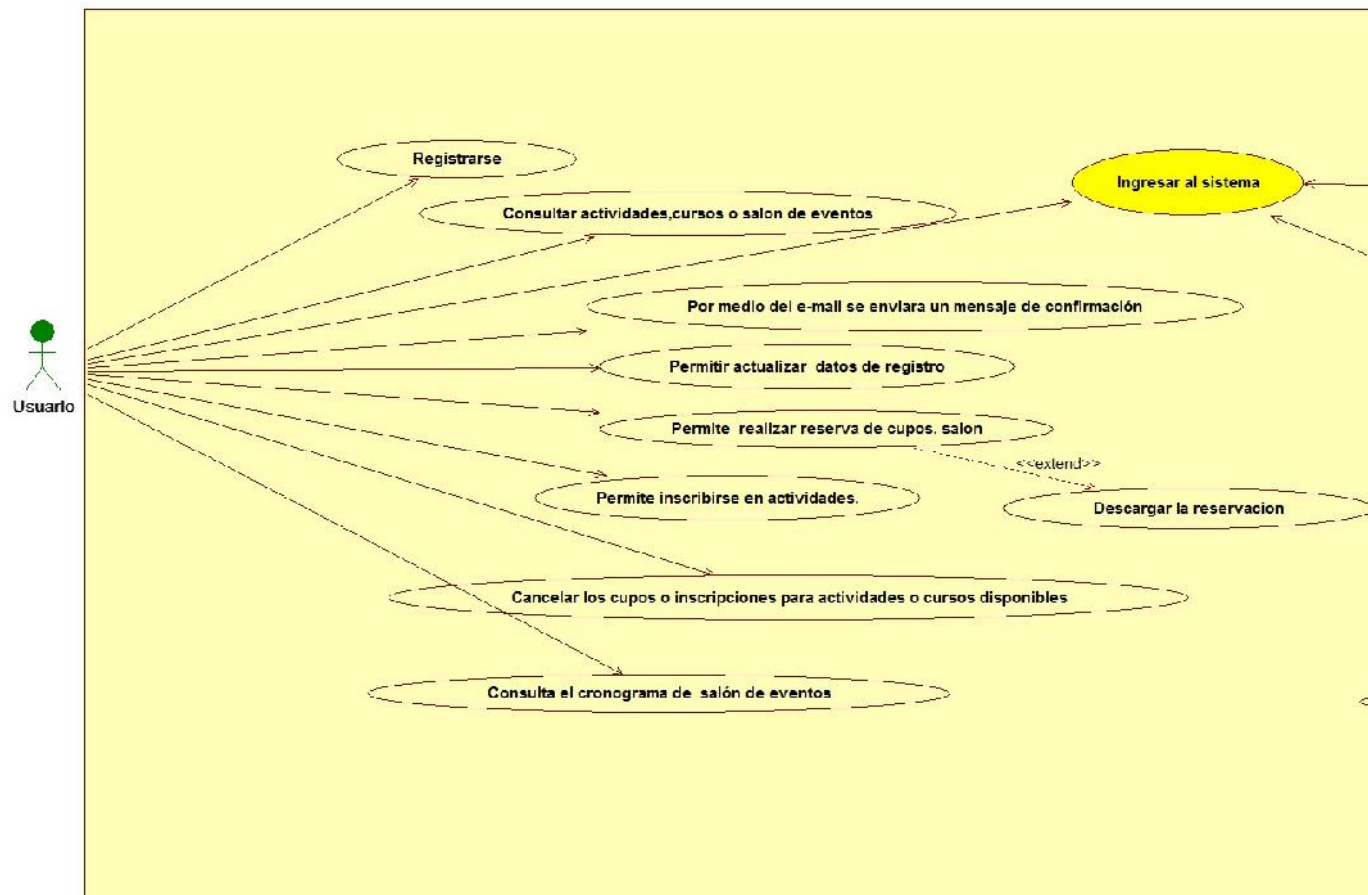 Registrarse
Ingresar al sistema
Consultar actividades,cursos o salon de eventos
Por medio del e-mail se enviara un mensaje de confirmación
Permitir actualizar datos de registro
Usuario
Permite realizar reserva de cupos. salon
<<extend>>
Permite inscribirse en actividades.
Descargar la reservacion
Cancelar los cupos o inscripciones para actividades o cursos disponibles
Consulta el cronograma de salón de eventos